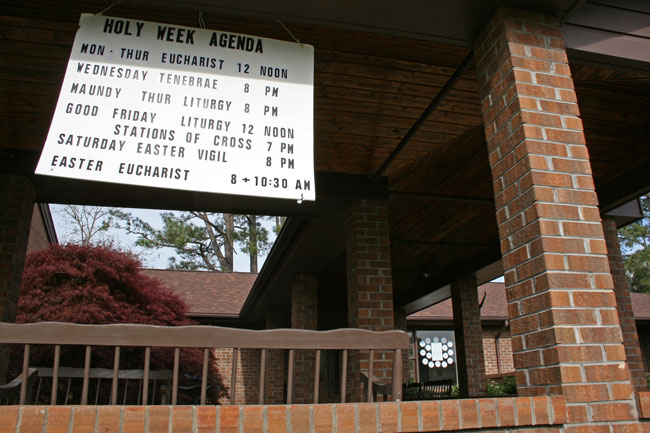 HOLY WEEK AGENDA
MON - THUR EUCHARIST 12 NOON
WEDNESDAY TENEBRAE 8 PM
MAUNDY THUR LITURGY 8 PM
GOOD FRIDAY LITURGY 12 NOON
STATIONS OF CROSS 7 PM
SATURDAY EASTER VIGIL 8 PM
EASTER EUCHARIST 8 + 10:30 AM